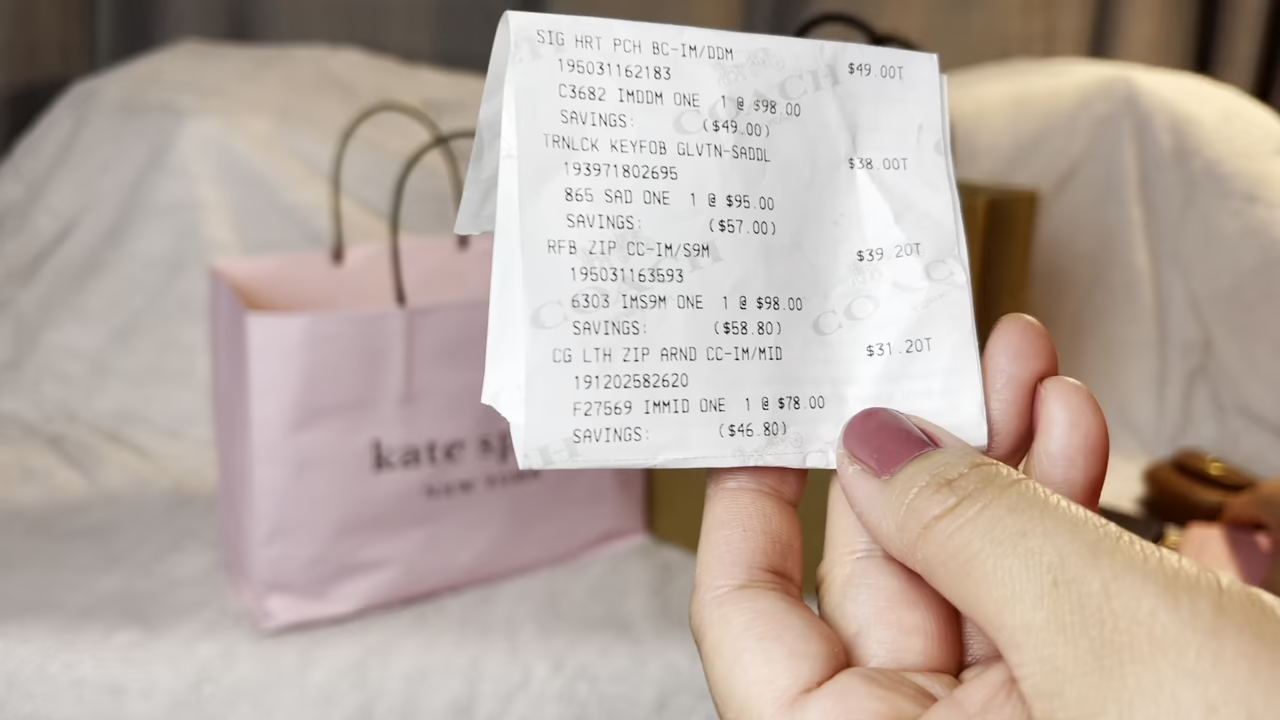 SIG HRT PCH BC-IM/DDM $49.00T
195031162183
C3682 IMDDM ONE 1 @ $98.00
SAVINGS: ($49.00)
TRNLCK KEYFOB GLVTN-SADDL $38.00T
193971802695
865 SAD ONE 1 @ $95.00
SAVINGS: ($57.00)
RFB ZIP CC-IM/S9M $39.20T
195031163593
6303 IMS9M ONE 1 @ $98.00
SAVINGS: ($58.80)
CG LTH ZIP ARND CC-IM/MID $31.20T
191202582620
F27569 IMMID ONE 1 @ $78.00
SAVINGS: ($46.80)
COACH
kate
NEW YORK